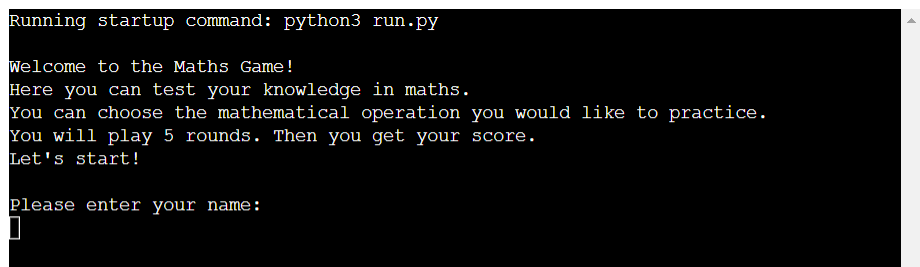 Running startup command: python3 run.py
Welcome to the Maths Game!
Here you can test your knowledge in maths.
You can choose the mathematical operation you would like to practice.
You will play 5 rounds. Then you get your score.
Let's start!
Please enter your name: